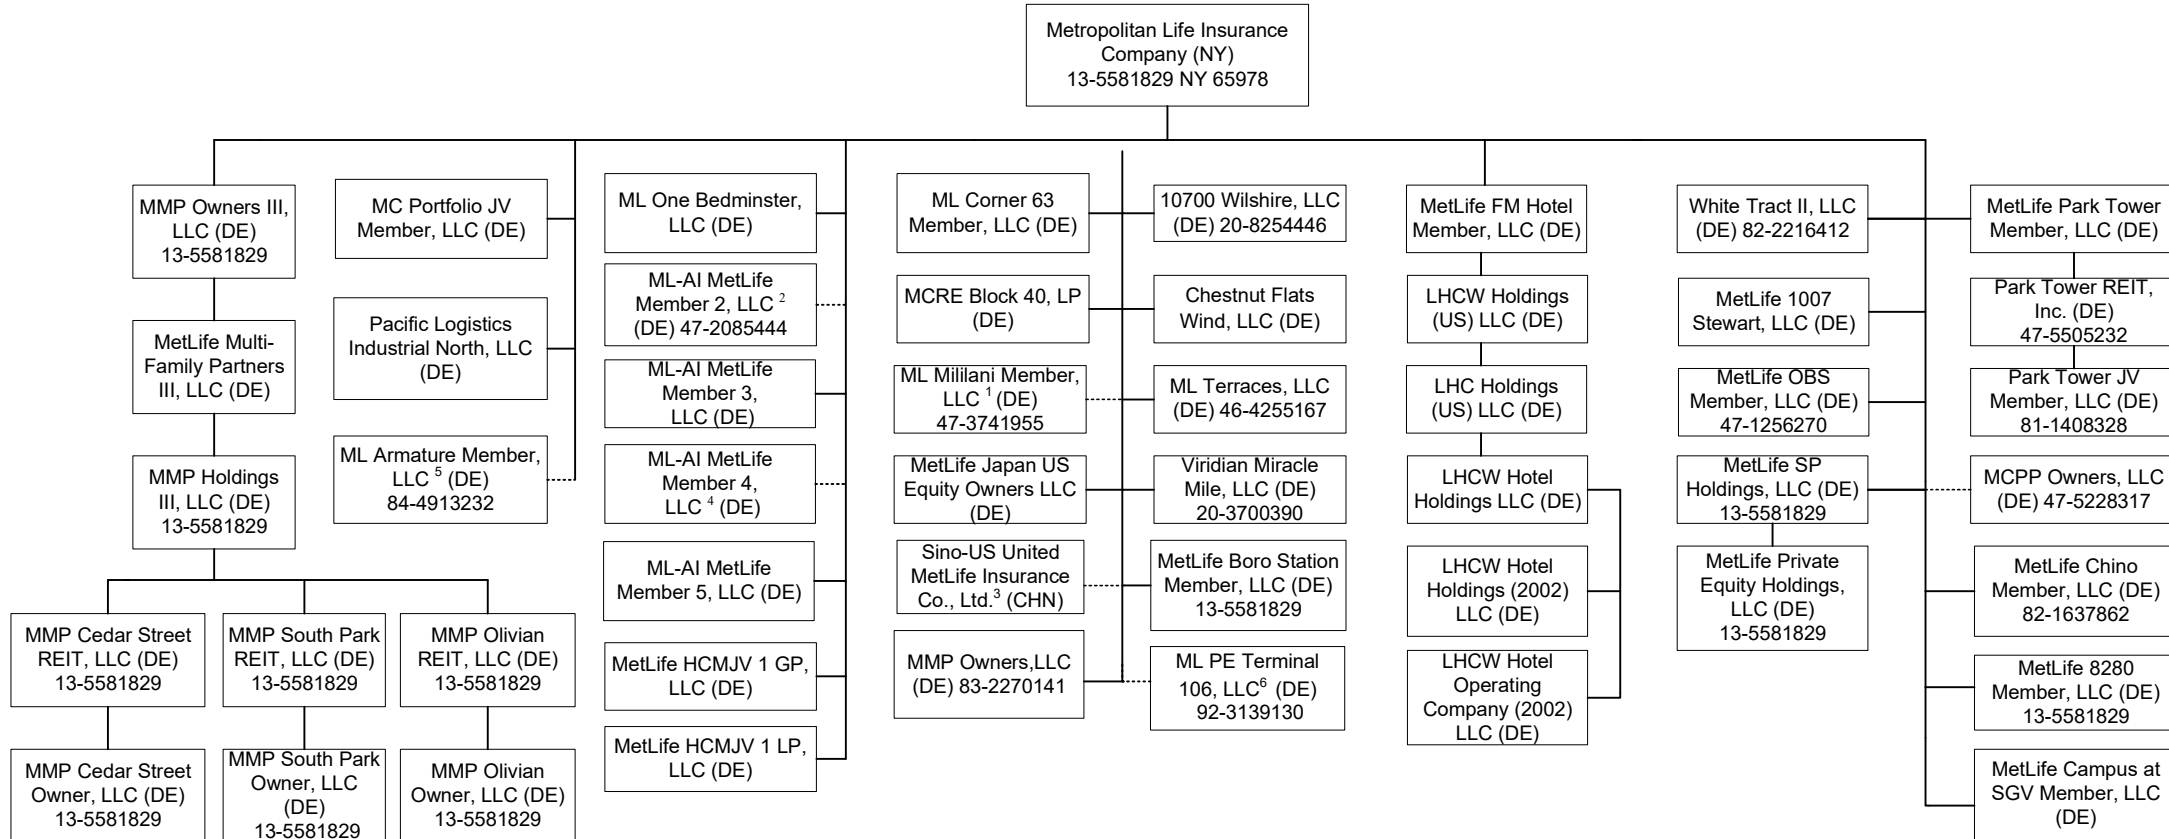 Metropolitan Life Insurance
Company (NY)
13-5581829 NY 65978
MMP Owners III,
LLC (DE)
13-5581829
MetLife Multi-
Family Partners
III, LLC (DE)
MMP Holdings
III, LLC (DE)
13-5581829
MMP Cedar Street
REIT, LLC (DE)
13-5581829
MMP South Park
REIT, LLC (DE)
13-5581829
MMP Olivian
REIT, LLC (DE)
13-5581829
MMP Cedar Street
Owner, LLC (DE)
13-5581829
MMP South Park
Owner, LLC
(DE)
13-5581829
MMP Olivian
Owner, LLC (DE)
13-5581829
MC Portfolio JV
Member, LLC (DE)
Pacific Logistics
Industrial North, LLC
(DE)
ML Armature Member,
LLC 5 (DE)
84-4913232
ML One Bedminster,
LLC (DE)
ML-AI MetLife
Member 2, LLC 2
(DE) 47-2085444
ML-AI MetLife
Member 3,
LLC (DE)
ML-AI MetLife
Member 4,
LLC 4 (DE)
ML-AI MetLife
Member 5, LLC (DE)
MetLife HCMJV 1 GP,
LLC (DE)
MetLife HCMJV 1 LP,
LLC (DE)
ML Corner 63
Member, LLC (DE)
MCRE Block 40, LP
(DE)
ML Mililani Member,
LLC 1 (DE)
47-3741955
MetLife Japan US
Equity Owners LLC
(DE)
Sino-US United
MetLife Insurance
Co., Ltd.3 (CHN)
MMP Owners,LLC
(DE) 83-2270141
10700 Wilshire, LLC
(DE) 20-8254446
Chestnut Flats
Wind, LLC (DE)
ML Terraces, LLC
(DE) 46-4255167
Viridian Miracle
Mile, LLC (DE)
20-3700390
MetLife Boro Station
Member, LLC (DE)
13-5581829
ML PE Terminal
106, LLC6 (DE)
92-3139130
MetLife FM Hotel
Member, LLC (DE)
LHCW Holdings
(US) LLC (DE)
LHC Holdings
(US) LLC (DE)
LHCW Hotel
Holdings LLC (DE)
LHCW Hotel
Holdings (2002)
LLC (DE)
LHCW Hotel
Operating
Company (2002)
LLC (DE)
White Tract II, LLC
(DE) 82-2216412
MetLife 1007
Stewart, LLC (DE)
MetLife OBS
Member, LLC (DE)
47-1256270
MetLife SP
Holdings, LLC (DE)
13-5581829
MetLife Private
Equity Holdings,
LLC (DE)
13-5581829
MetLife Park Tower
Member, LLC (DE)
Park Tower REIT,
Inc. (DE)
47-5505232
Park Tower JV
Member, LLC (DE)
81-1408328
MCPP Owners, LLC
(DE) 47-5228317
MetLife Chino
Member, LLC (DE)
82-1637862
MetLife 8280
Member, LLC (DE)
13-5581829
MetLife Campus at
SGV Member, LLC
(DE)